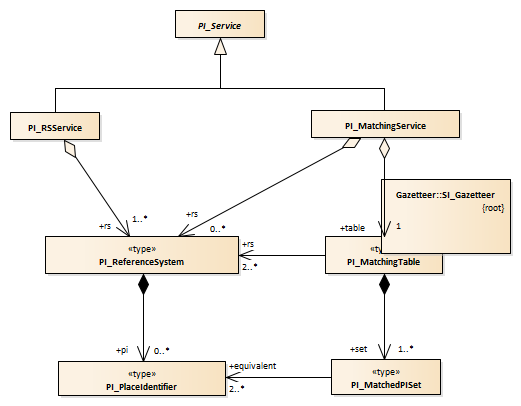 PI_Service
PI_RSService
PI_MatchingService
Gazetteer::SI_Gazetteer
{root}
+rs
1..*
+rs
0..*
+table
1
«type»
PI_ReferenceSystem
+rs
2..*
«ty
PI_MatchingTable
+pi
0..*
+set
1..*
«type»
PI_PlaceIdentifier
+equivalent
2..*
«type»
PI_MatchedPISet